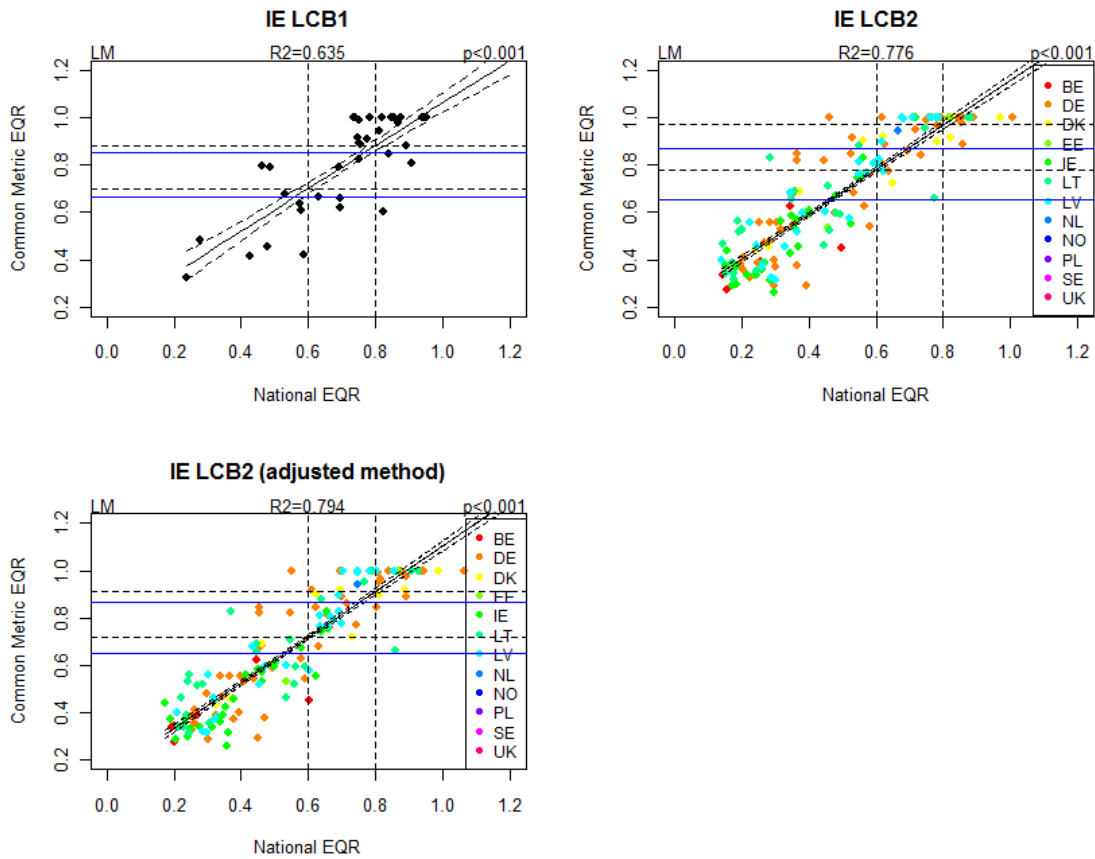 IE LCB1
LM R2=0.635 p<0.001
Common Metric EQR
0.2 0.4 0.6 0.8 1.0 1.2
0.0 0.2 0.4 0.6 0.8 1.0 1.2
National EQR
IE LCB2
LM R2=0.776 p<0.001
Common Metric EQR
0.2 0.4 0.6 0.8 1.0 1.2
BE
DE
DK
EE
IE
LT
LV
NL
NO
PL
SE
UK
0.0 0.2 0.4 0.6 0.8 1.0 1.2
National EQR
IE LCB2 (adjusted method)
LM R2=0.794 p<0.001
Common Metric EQR
0.2 0.4 0.6 0.8 1.0 1.2
BE
DE
DK
EE
IE
LT
LV
NL
NO
PL
SE
UK
0.0 0.2 0.4 0.6 0.8 1.0 1.2
National EQR